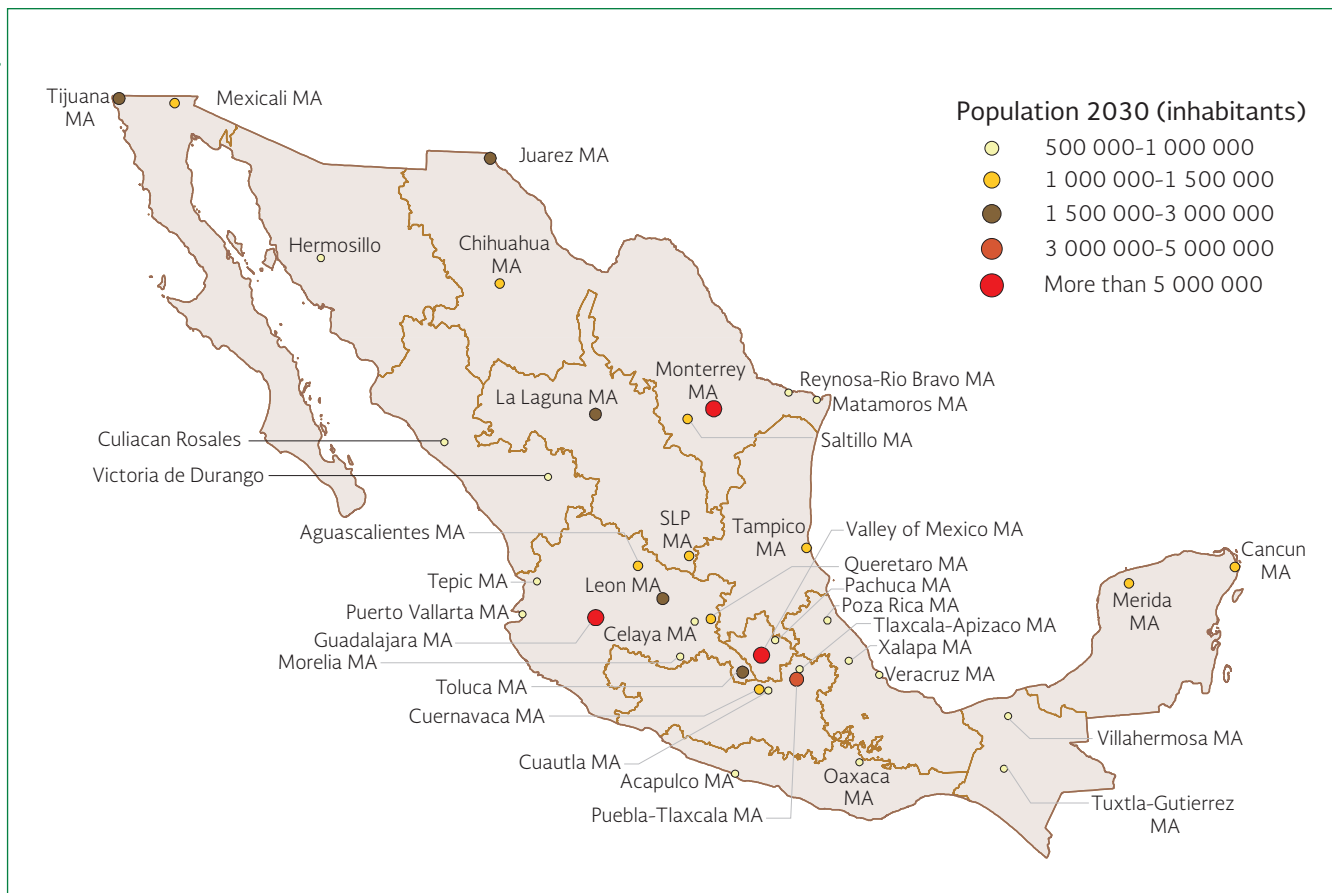 Tijuana
MA
Mexicali MA
Juarez MA
Population 2030 (inhabitants)
500 000-1 000 000
1 000 000-1 500 000
1 500 000-3 000 000
3 000 000-5 000 000
More than 5 000 000
Hermosillo
Chihuahua
MA
Monterrey
MA
La Laguna MA
Reynosa-Rio Bravo MA
Matamoros MA
Saltillo MA
Culiacan Rosales
Victoria de Durango
Aguascalientes MA
SLP
MA
Tampico
MA
Valley of Mexico MA
Queretaro MA
Pachuca MA
Poza Rica MA
Tlaxcala-Apizaco MA
Xalapa MA
Veracruz MA
Cancun
MA
Merida
MA
Tepic MA
Leon MA
Puerto Vallarta MA
Guadalajara MA
Celaya MA
Morelia MA
Toluca MA
Cuernavaca MA
Cuautla MA
Acapulco MA
Puebla-Tlaxcala MA
Oaxaca
MA
Villahermosa MA
Tuxtla-Gutierrez
MA